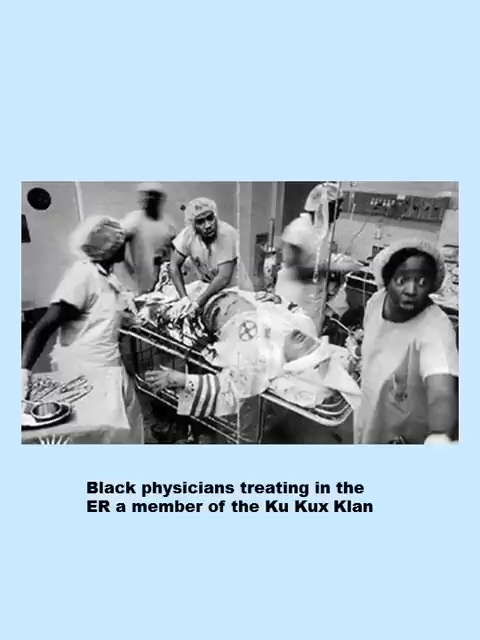 Black physicians treating in the
ER a member of the Ku Kux Klan